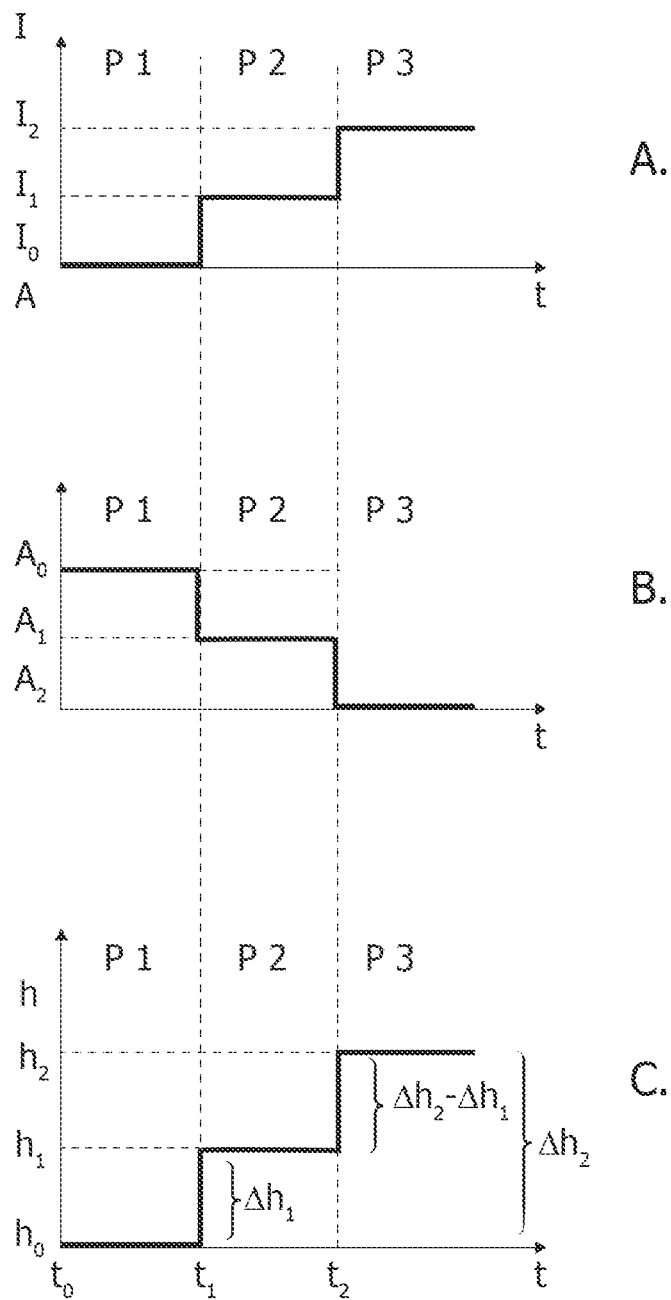 I P 1 P 2 P 3
I₂
A.
I₁
I₀
A t
P 1 P 2 P 3
A₀
B.
A₁
A₂
t
P 1 P 2 P 3
h
h₂
C.
Δh₂-Δh₁
h₁ Δh₂
Δh₁
h₀
t₀ t₁ t₂ t